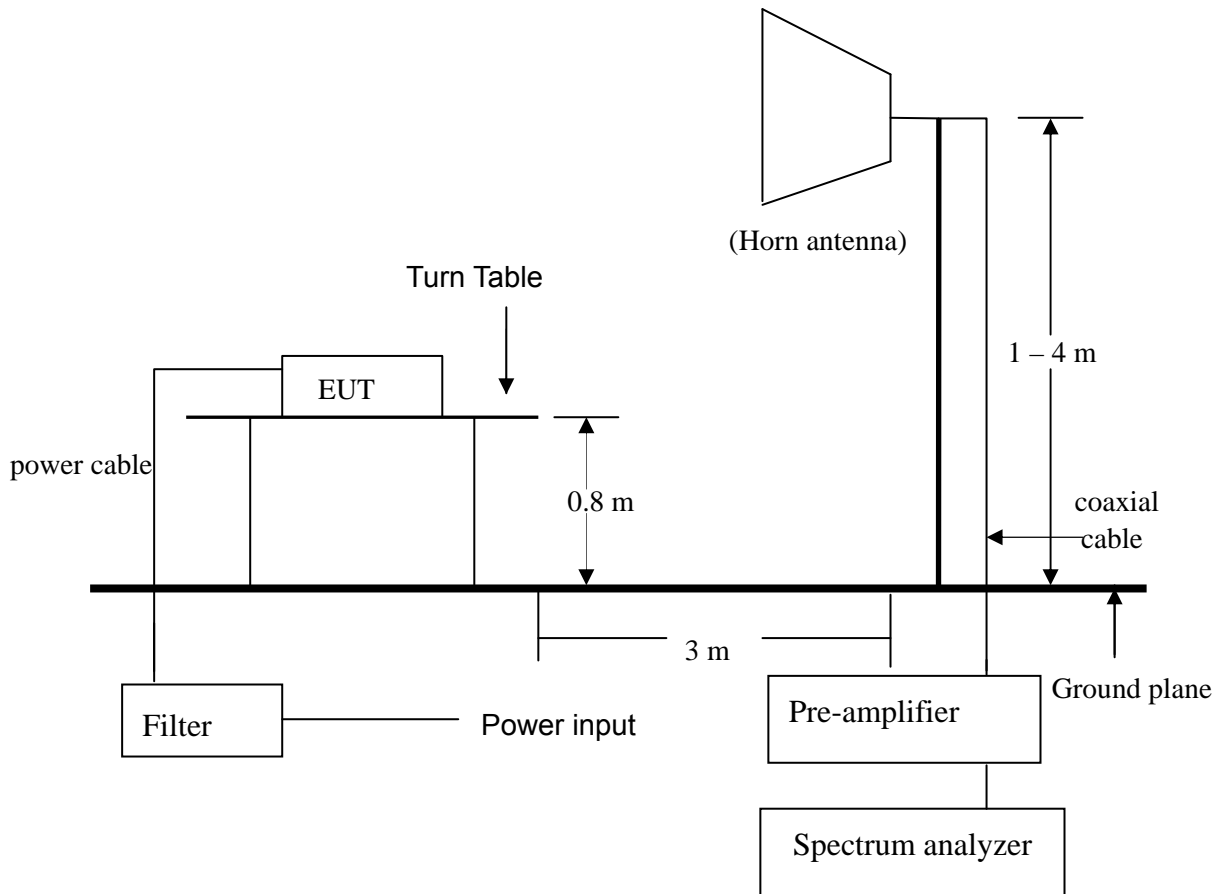 (Horn antenna)
Turn Table
1 – 4 m
EUT
power cable
0.8 m
coaxial
cable
3 m
Ground plane
Filter
Power input
Pre-amplifier
Spectrum analyzer